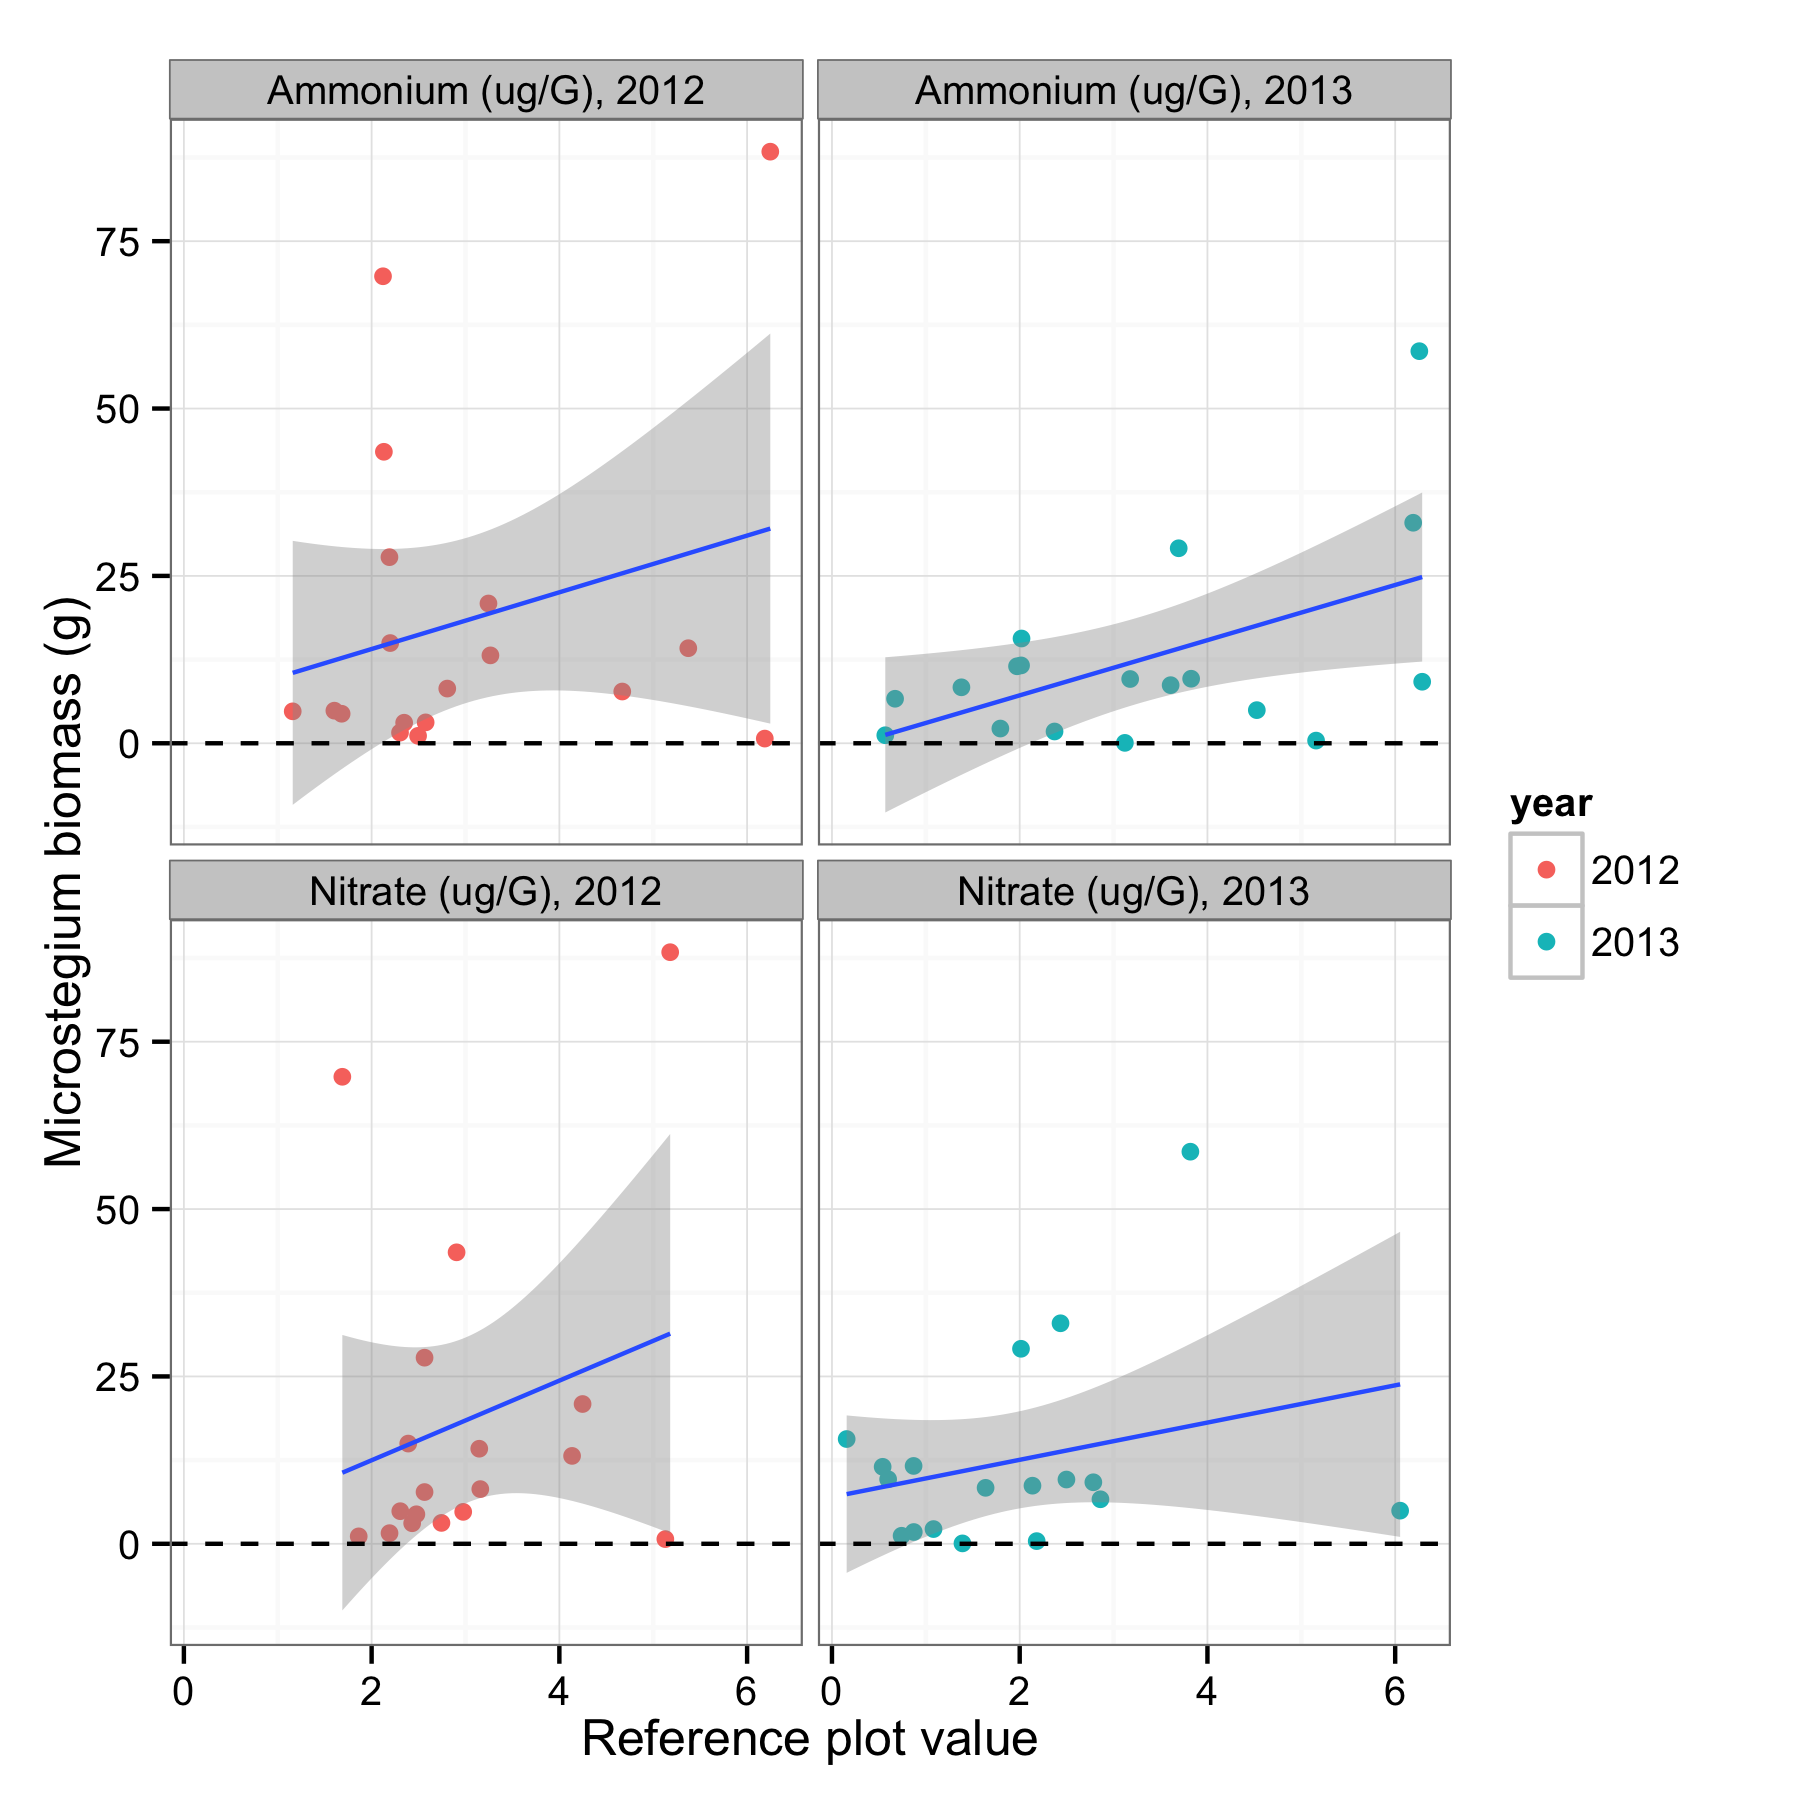 Ammonium (ug/G), 2012
Ammonium (ug/G), 2013
75
50
25
0
Nitrate (ug/G), 2012
Nitrate (ug/G), 2013
75
50
25
0
0 2 4 6
0 2 4 6
Reference plot value
Microstegium biomass (g)
year
2012
2013